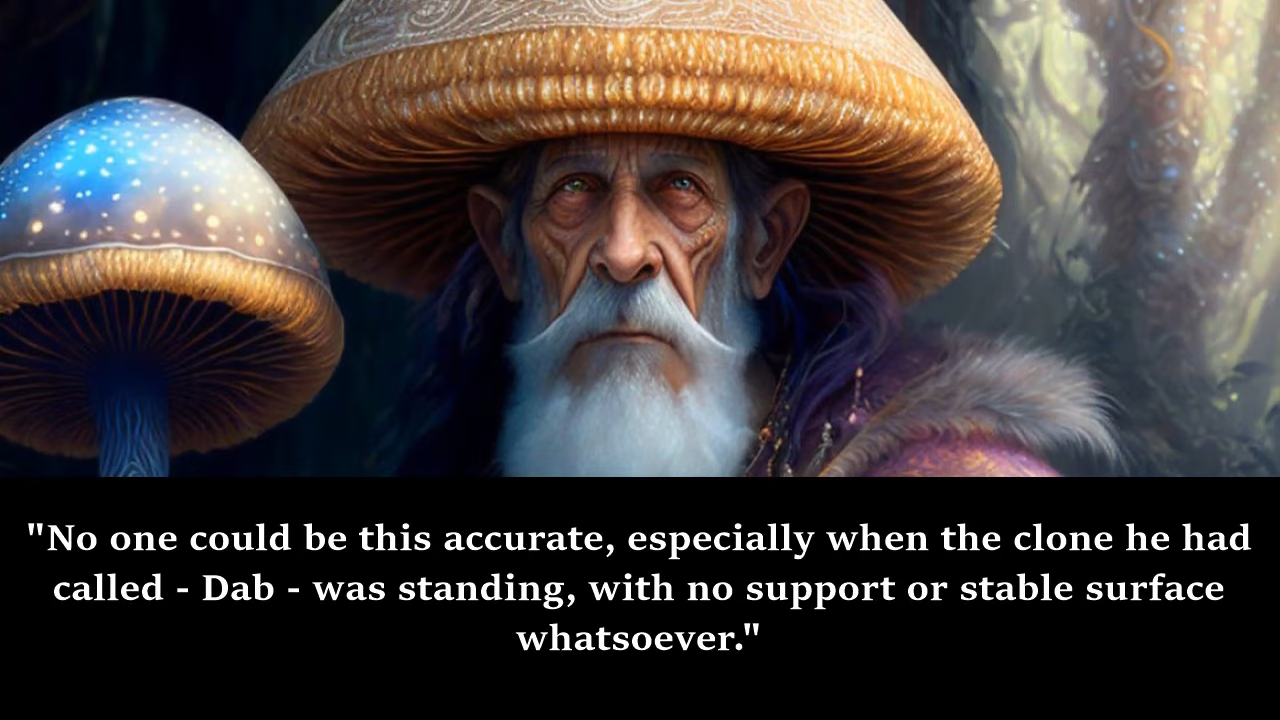 "No one could be this accurate, especially when the clone he had
called - Dab - was standing, with no support or stable surface
whatsoever."